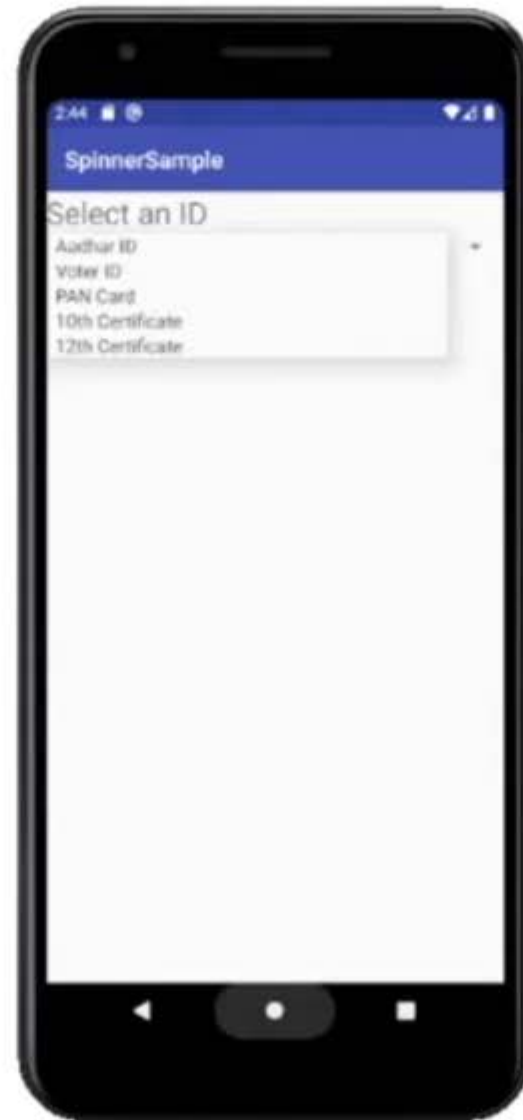 2:44
SpinnerSample
Select an ID
Aadhar ID
Voter ID
PAN Card
10th Certificate
12th Certificate